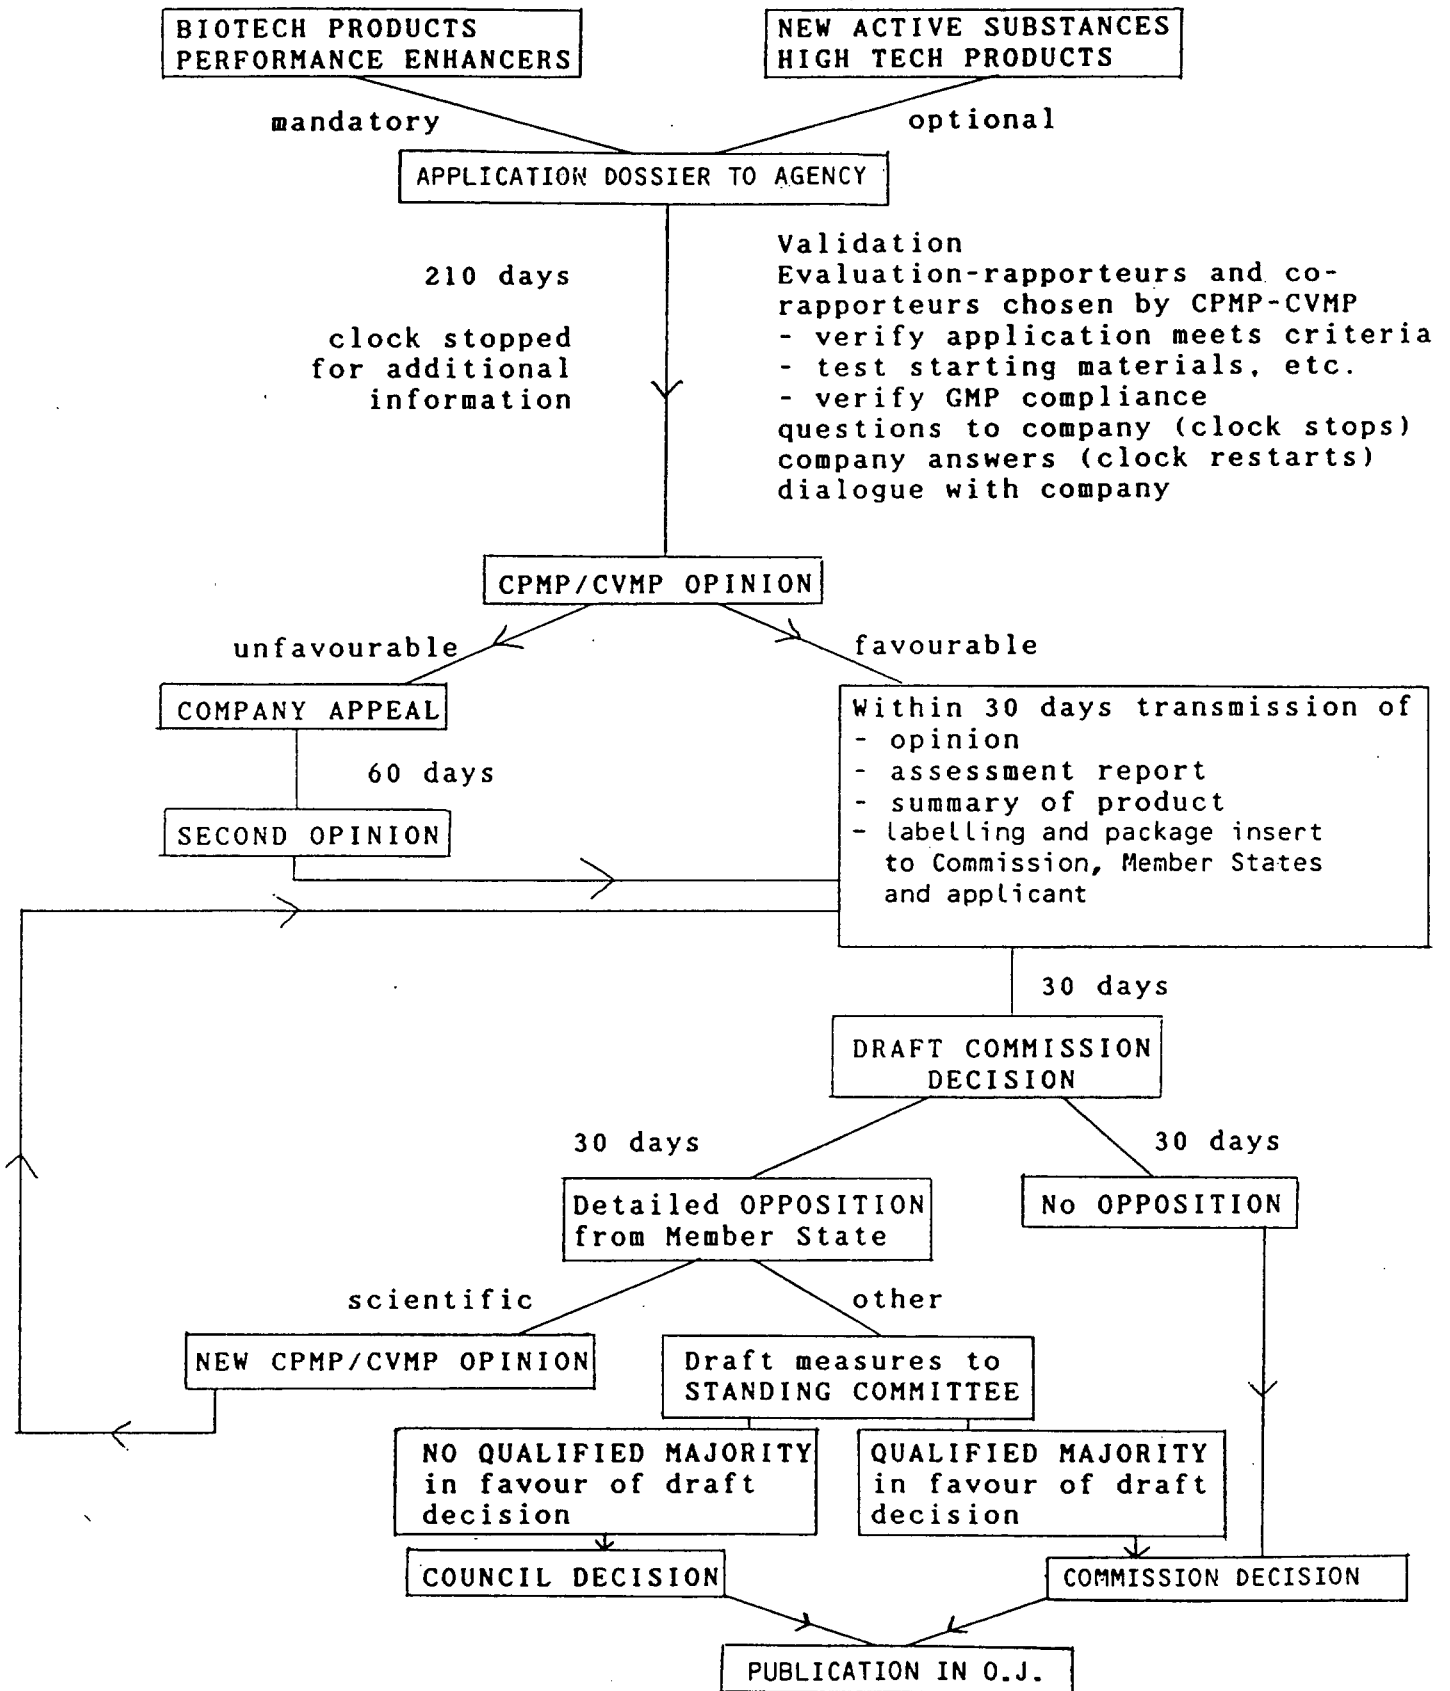 BIOTECH PRODUCTS
PERFORMANCE ENHANCERS
NEW ACTIVE SUBSTANCES
HIGH TECH PRODUCTS
mandatory
optional
APPLICATION DOSSIER TO AGENCY
210 days
clock stopped
for additional
information
Validation
Evaluation-rapporteurs and co-
rapporteurs chosen by CPMP-CVMP
- verify application meets criteria
- test starting materials, etc.
- verify GMP compliance
questions to company (clock stops)
company answers (clock restarts)
dialogue with company
CPMP/CVMP OPINION
unfavourable
favourable
COMPANY APPEAL
60 days
SECOND OPINION
Within 30 days transmission of
- opinion
- assessment report
- summary of product
- labelling and package insert
to Commission, Member States
and applicant
30 days
DRAFT COMMISSION
DECISION
30 days
30 days
Detailed OPPOSITION
from Member State
No OPPOSITION
scientific
other
NEW CPMP/CVMP OPINION
Draft measures to
STANDING COMMITTEE
NO QUALIFIED MAJORITY
in favour of draft
decision
QUALIFIED MAJORITY
in favour of draft
decision
COUNCIL DECISION
COMMISSION DECISION
PUBLICATION IN O.J.